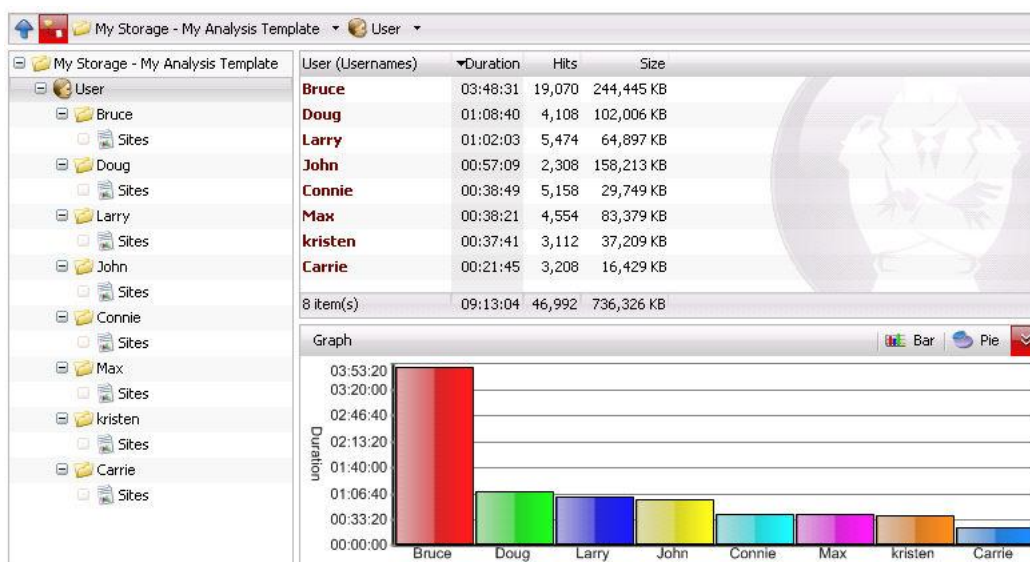 My Storage - My Analysis Template User
My Storage - My Analysis Template
User
Bruce
Sites
Doug
Sites
Larry
Sites
John
Sites
Connie
Sites
Max
Sites
kristen
Sites
Carrie
Sites
User (Usernames) Duration Hits Size
Bruce 03:48:31 19,070 244,445 KB
Doug 01:08:40 4,108 102,006 KB
Larry 01:02:03 5,474 64,897 KB
John 00:57:09 2,308 158,213 KB
Connie 00:38:49 5,158 29,749 KB
Max 00:38:21 4,554 83,379 KB
kristen 00:37:41 3,112 37,209 KB
Carrie 00:21:45 3,208 16,429 KB
8 item(s) 09:13:04 46,992 736,326 KB
Graph Bar Pie
Duration
03:53:20
03:20:00
02:46:40
02:13:20
01:40:00
01:06:40
00:33:20
00:00:00
Bruce Doug Larry John Connie Max kristen Carrie